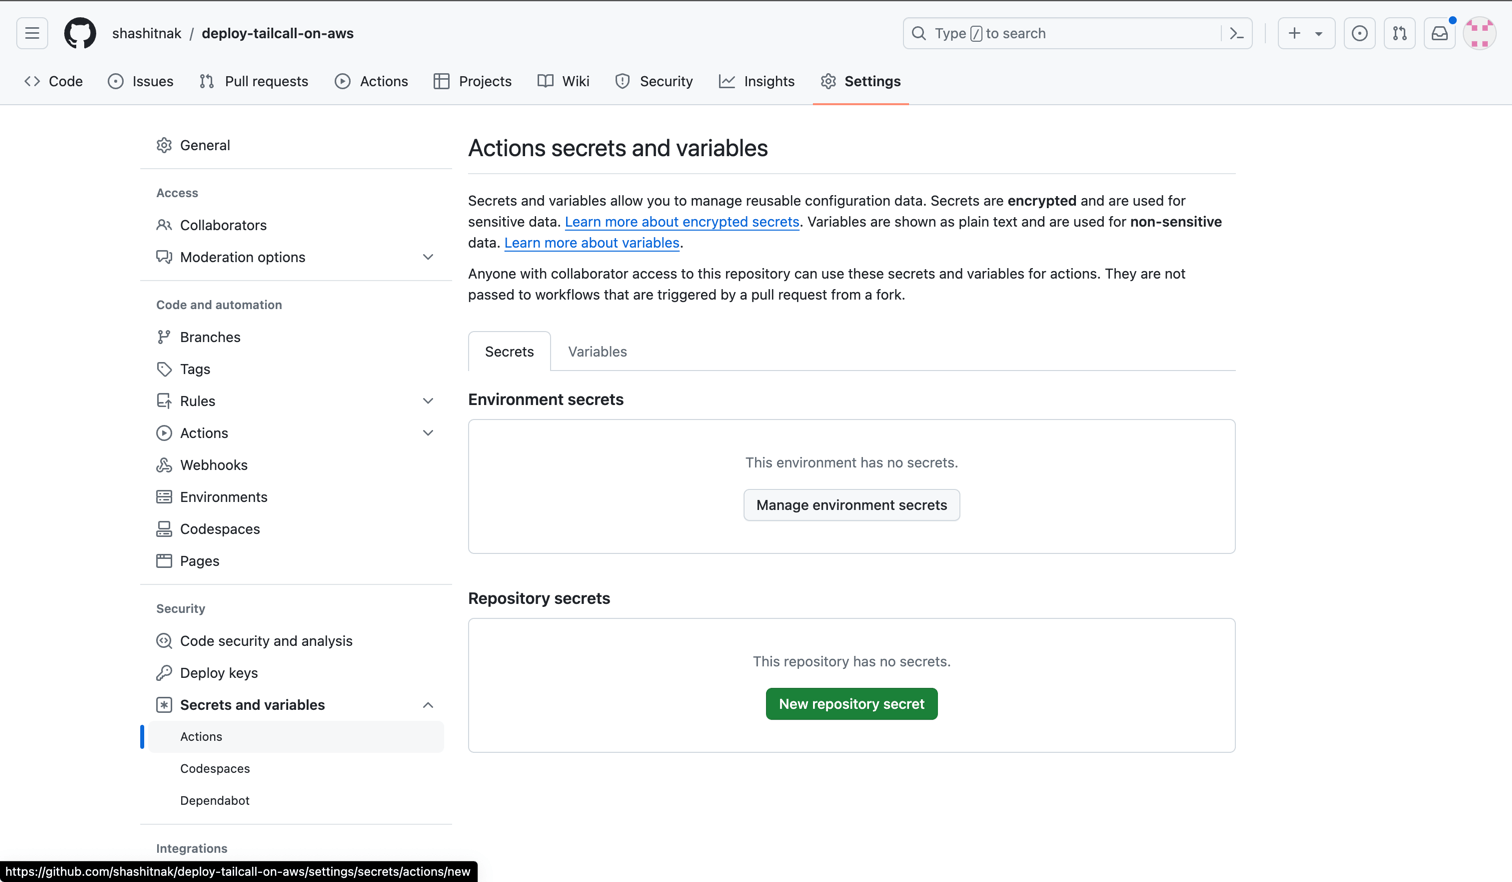 shashitnak / deploy-tailcall-on-aws
Type / to search
Code
Issues
Pull requests
Actions
Projects
Wiki
Security
Insights
Settings
General
Access
Collaborators
Moderation options
Code and automation
Branches
Tags
Rules
Actions
Webhooks
Environments
Codespaces
Pages
Security
Code security and analysis
Deploy keys
Secrets and variables
Actions
Codespaces
Dependabot
Integrations
Actions secrets and variables
Secrets and variables allow you to manage reusable configuration data. Secrets are encrypted and are used for
sensitive data. Learn more about encrypted secrets. Variables are shown as plain text and are used for non-sensitive
data. Learn more about variables.
Anyone with collaborator access to this repository can use these secrets and variables for actions. They are not
passed to workflows that are triggered by a pull request from a fork.
Secrets
Variables
Environment secrets
This environment has no secrets.
Manage environment secrets
Repository secrets
This repository has no secrets.
New repository secret
https://github.com/shashitnak/deploy-tailcall-on-aws/settings/secrets/actions/new